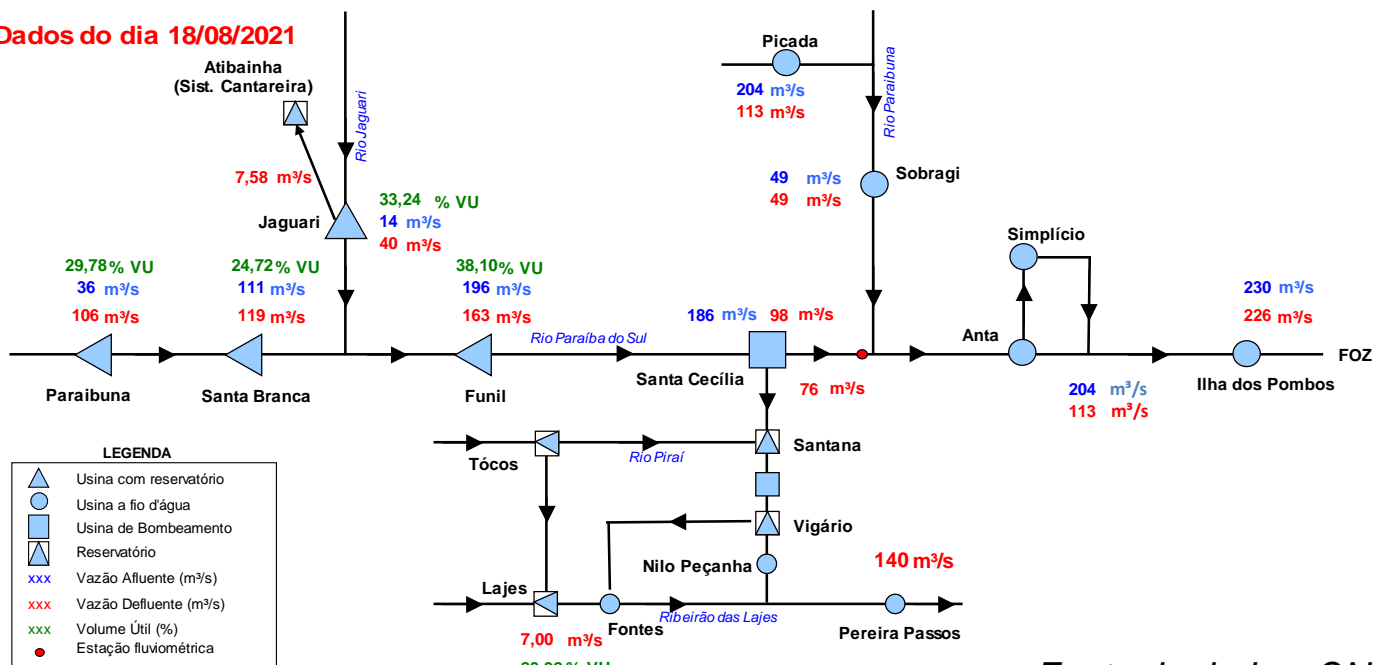 Dados do dia 18/08/2021
Atibainha
(Sist. Cantareira)
Rio Jaguari
7,58 m³/s
Jaguari
33,24 % VU
14 m³/s
40 m³/s
Picada
204 m³/s
113 m³/s
Rio Paraibuna
49 m³/s
49 m³/s
Sobragi
29,78% VU
36 m³/s
106 m³/s
Paraibuna
24,72% VU
111 m³/s
119 m³/s
Santa Branca
38,10% VU
196 m³/s
163 m³/s
Funil
Rio Paraíba do Sul
186 m³/s 98 m³/s
Santa Cecília
76 m³/s
Simplício
Anta
204 m³/s
113 m³/s
230 m³/s
226 m³/s
Ilha dos Pombos
FOZ
Tócos
Rio Piraí
Santana
Vigário
Nilo Peçanha
140 m³/s
Lajes
7,00 m³/s
Fontes
Ribeirão das Lajes
Pereira Passos
LEGENDA
Usina com reservatório
Usina a fio d'água
Usina de Bombeamento
Reservatório
xxx Vazão Afluente (m³/s)
xxx Vazão Defluente (m³/s)
xxx Volume Útil (%)
Estação fluviométrica